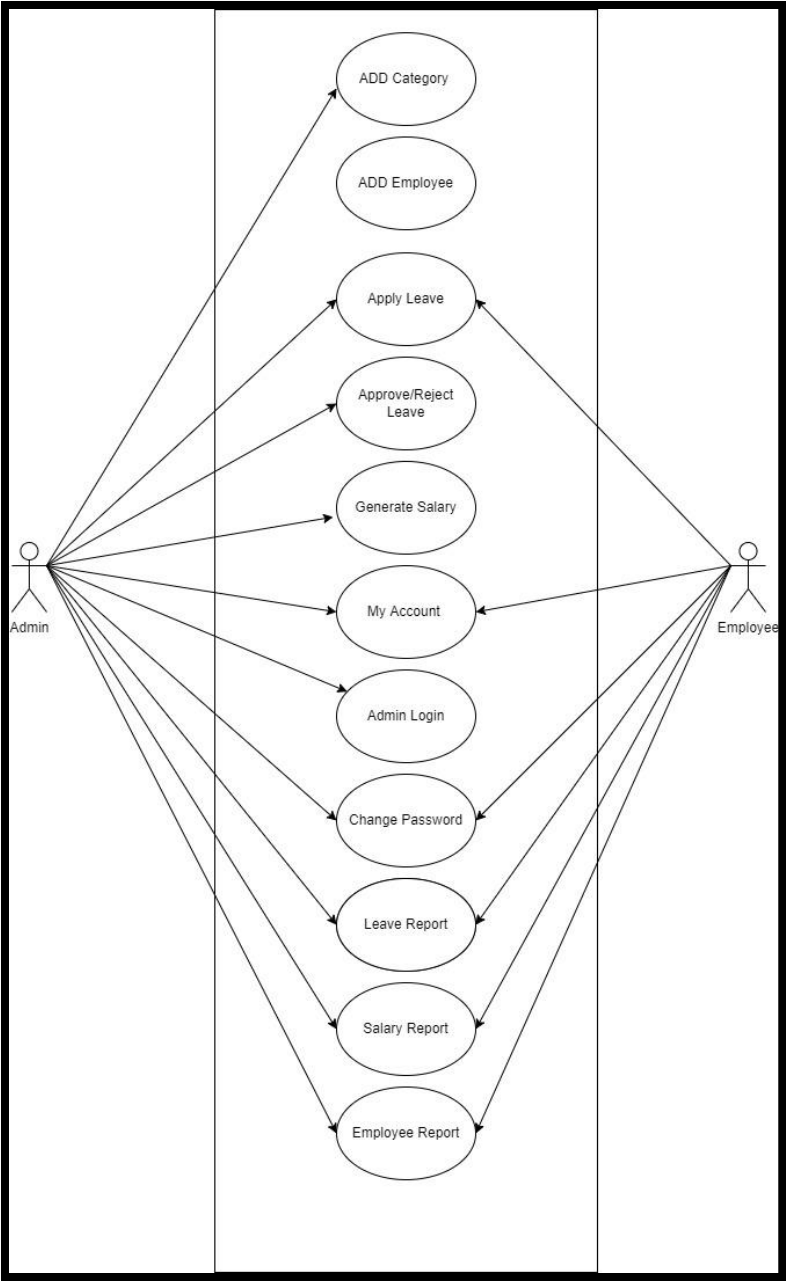 ADD Category
ADD Employee
Apply Leave
Approve/Reject
Leave
Generate Salary
My Account
Admin
Employee
Admin Login
Change Password
Leave Report
Salary Report
Employee Report